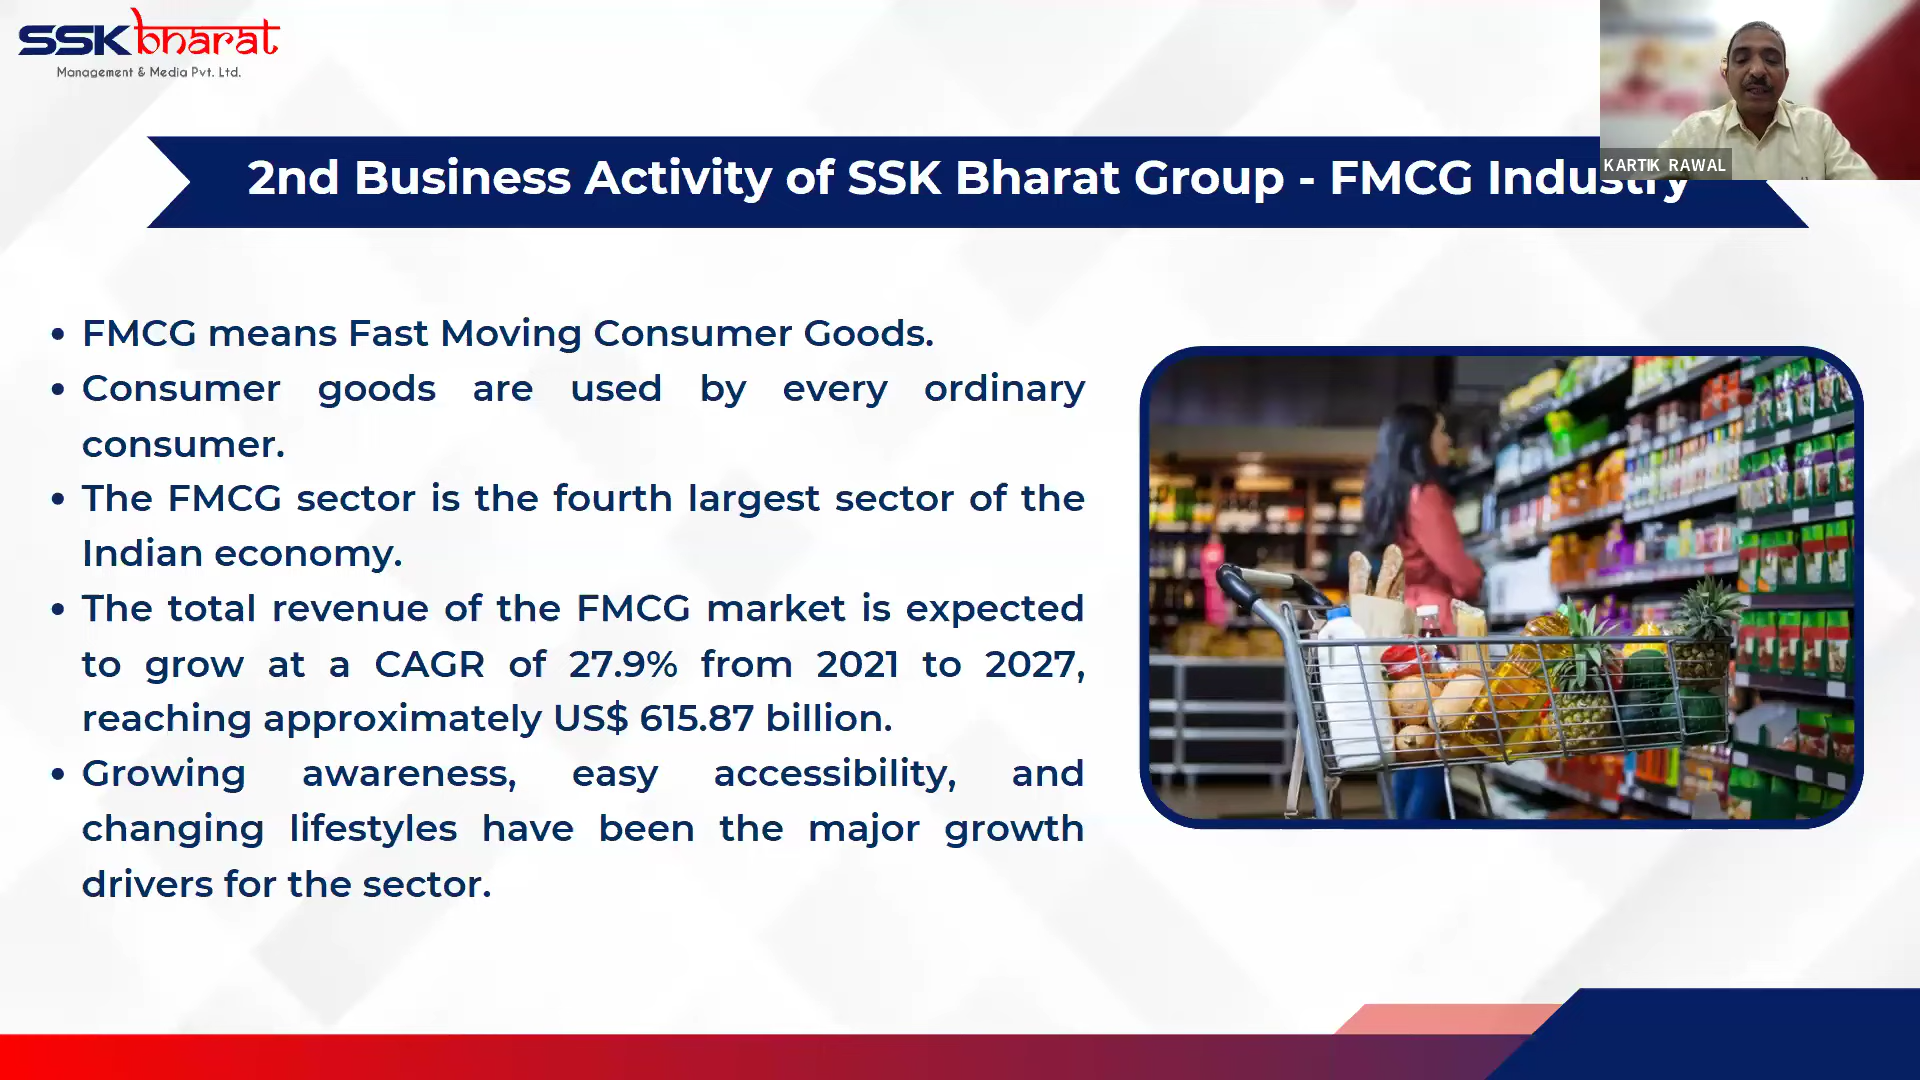 SSK bharat
Management & Media Pvt. Ltd.
KARTIK RAWAL
2nd Business Activity of SSK Bharat Group - FMCG Industry
• FMCG means Fast Moving Consumer Goods.
• Consumer goods are used by every ordinary
consumer.
• The FMCG sector is the fourth largest sector of the
Indian economy.
• The total revenue of the FMCG market is expected
to grow at a CAGR of 27.9% from 2021 to 2027,
reaching approximately US$ 615.87 billion.
• Growing awareness, easy accessibility, and
changing lifestyles have been the major growth
drivers for the sector.